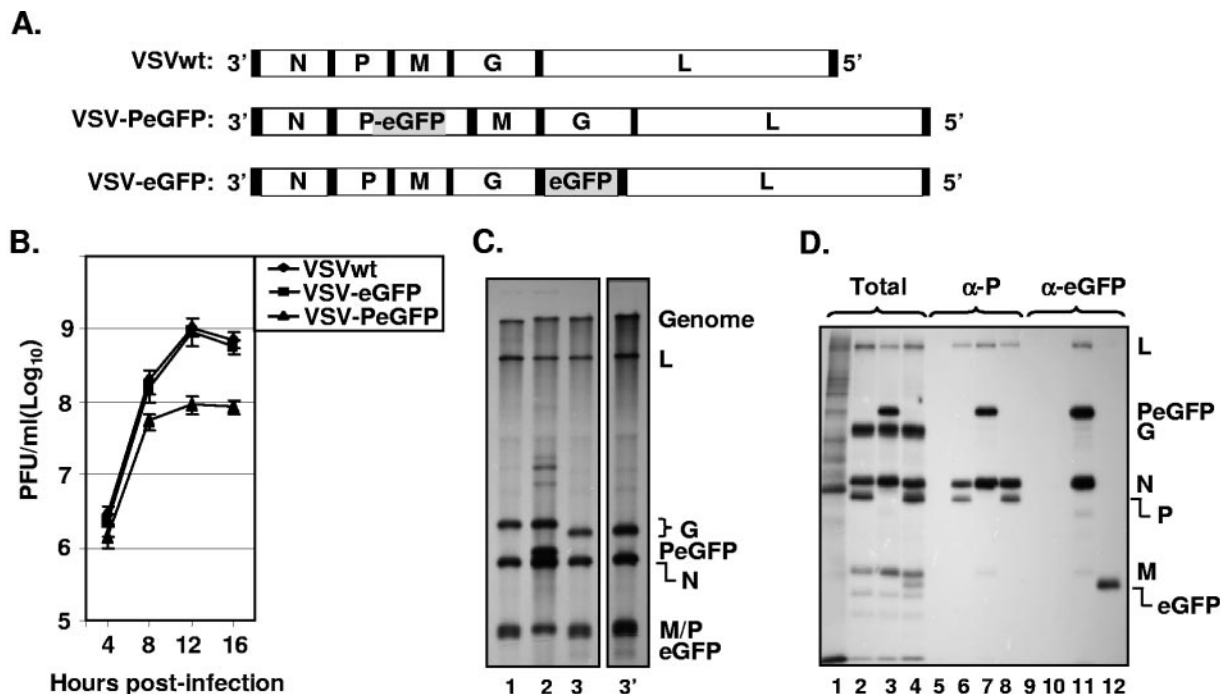 A.
VSVwt: 3' N P M G L 5'
VSV-PeGFP: 3' N P-eGFP M G L 5'
VSV-eGFP: 3' N P M G eGFP L 5'
B.
PFU/ml(Log10)
9
8
7
6
5
4 8 12 16
Hours post-infection
VSVwt
VSV-eGFP
VSV-PeGFP
C.
Genome
L
G
PeGFP
N
M/P
eGFP
1 2 3 3'
D.
Total α-P α-eGFP
L
PeGFP
G
N
P
M
eGFP
1 2 3 4 5 6 7 8 9 10 11 12